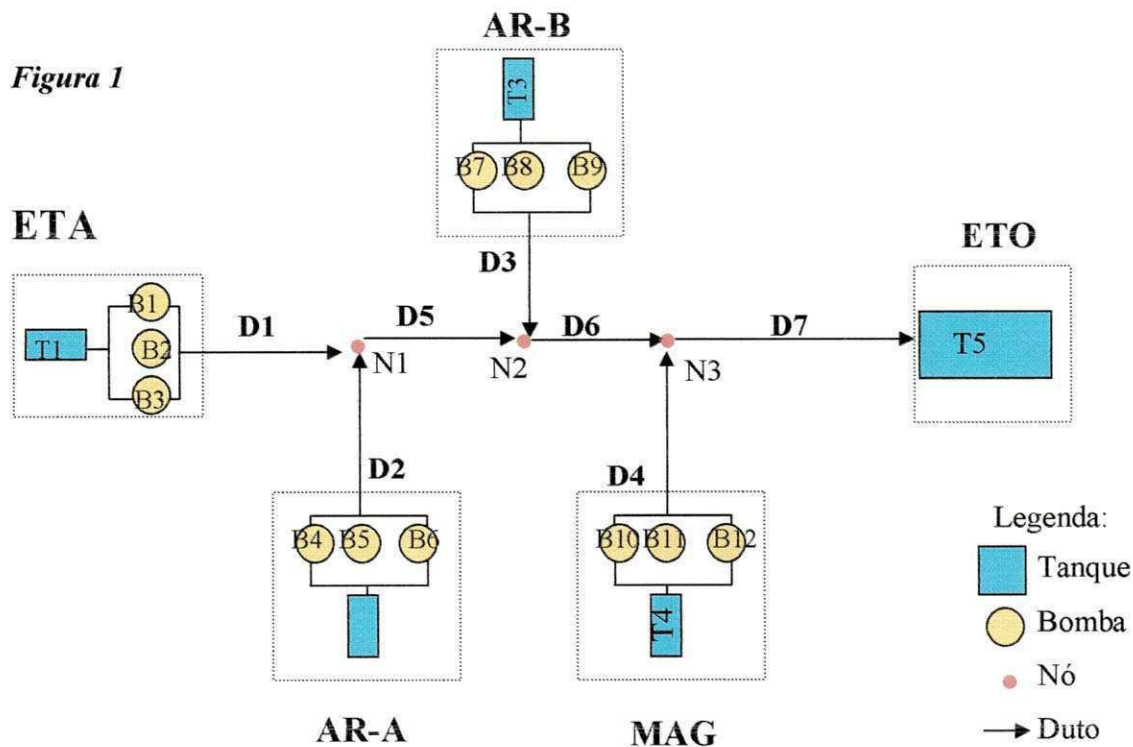 AR-B
Figura 1
T3
B7 B8 B9
ETA
ETO
D3
B1
D1
D5
D6
D7
T1
B2
T5
N1
N2
N3
B3
D2
D4
Legenda:
B4 B5 B6
B10 B11 B12
Tanque
T4
Bomba
Nó
AR-A
MAG
Duto